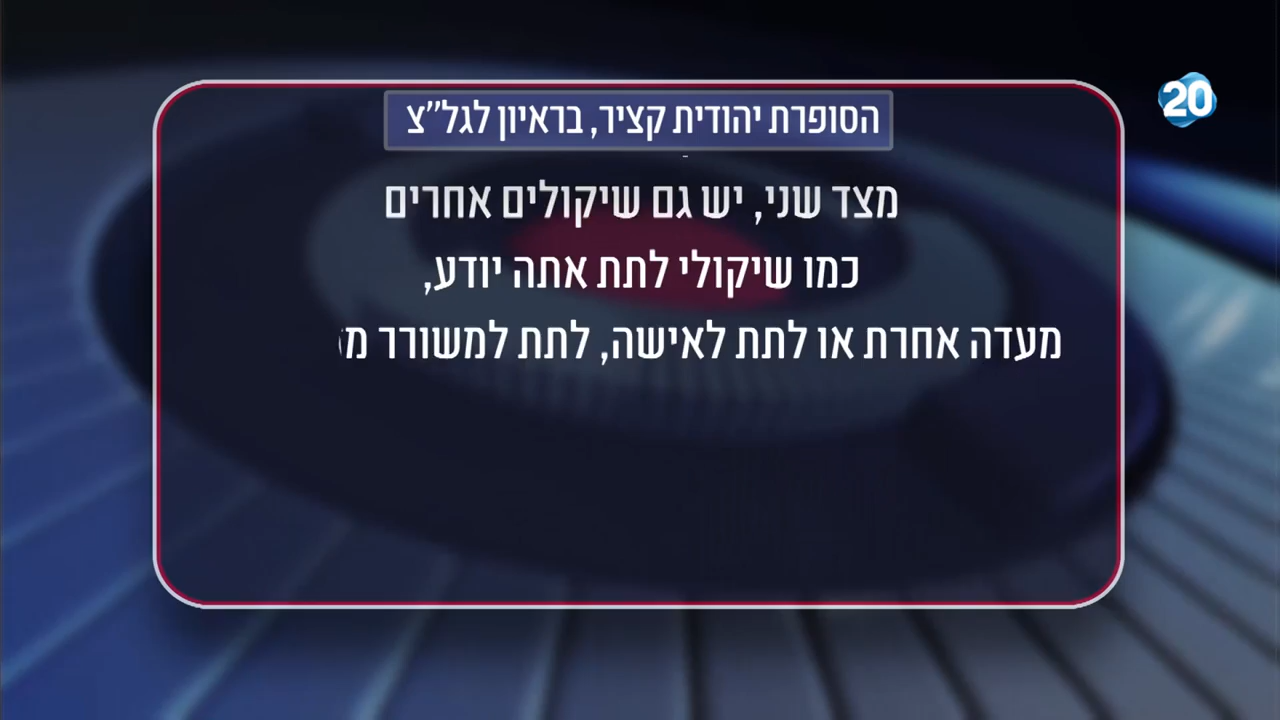 הסופרת יהודית קציר, בראיון לגל"צ
מצד שני, יש גם שיקולים אחרים
כמו שיקולי לתת אתה יודע,
מעדה אחרת או לתת לאישה, לתת למשורר
20